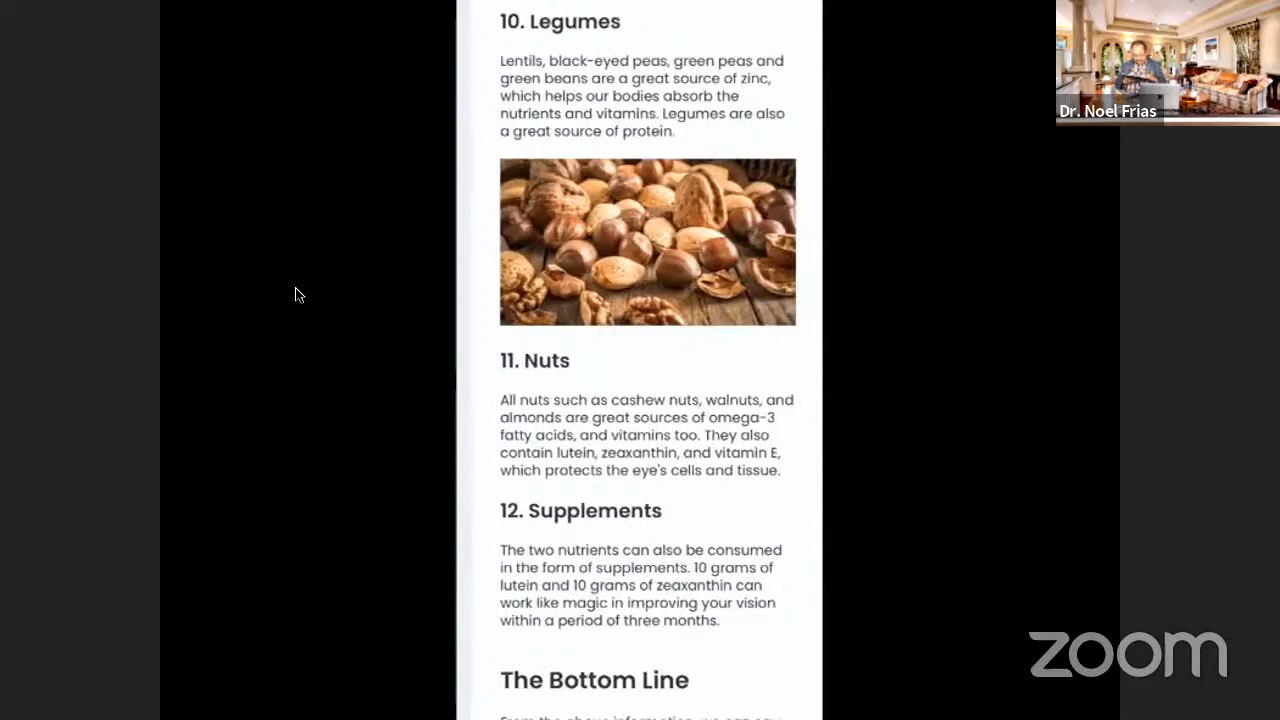 10. Legumes
Lentils, black-eyed peas, green peas and
green beans are a great source of zinc,
which helps our bodies absorb the
nutrients and vitamins. Legumes are also
a great source of protein.
11. Nuts
All nuts such as cashew nuts, walnuts, and
almonds are great sources of omega-3
fatty acids, and vitamins too. They also
contain lutein, zeaxanthin, and vitamin E,
which protects the eye's cells and tissue.
12. Supplements
The two nutrients can also be consumed
in the form of supplements. 10 grams of
lutein and 10 grams of zeaxanthin can
work like magic in improving your vision
within a period of three months.
The Bottom Line
Dr. Noel Frias
zoom